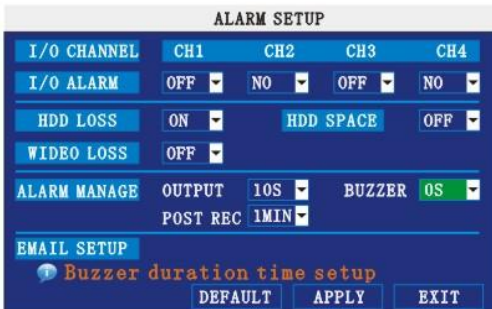 ALARM SETUP
I/O CHANNEL CH1 CH2 CH3 CH4
I/O ALARM OFF NO OFF NO
HDD LOSS ON HDD SPACE OFF
WIDEO LOSS OFF
ALARM MANAGE OUTPUT 10S BUZZER 0S
POST REC 1MIN
EMAIL SETUP
Buzzer duration time setup
DEFAULT APPLY EXIT